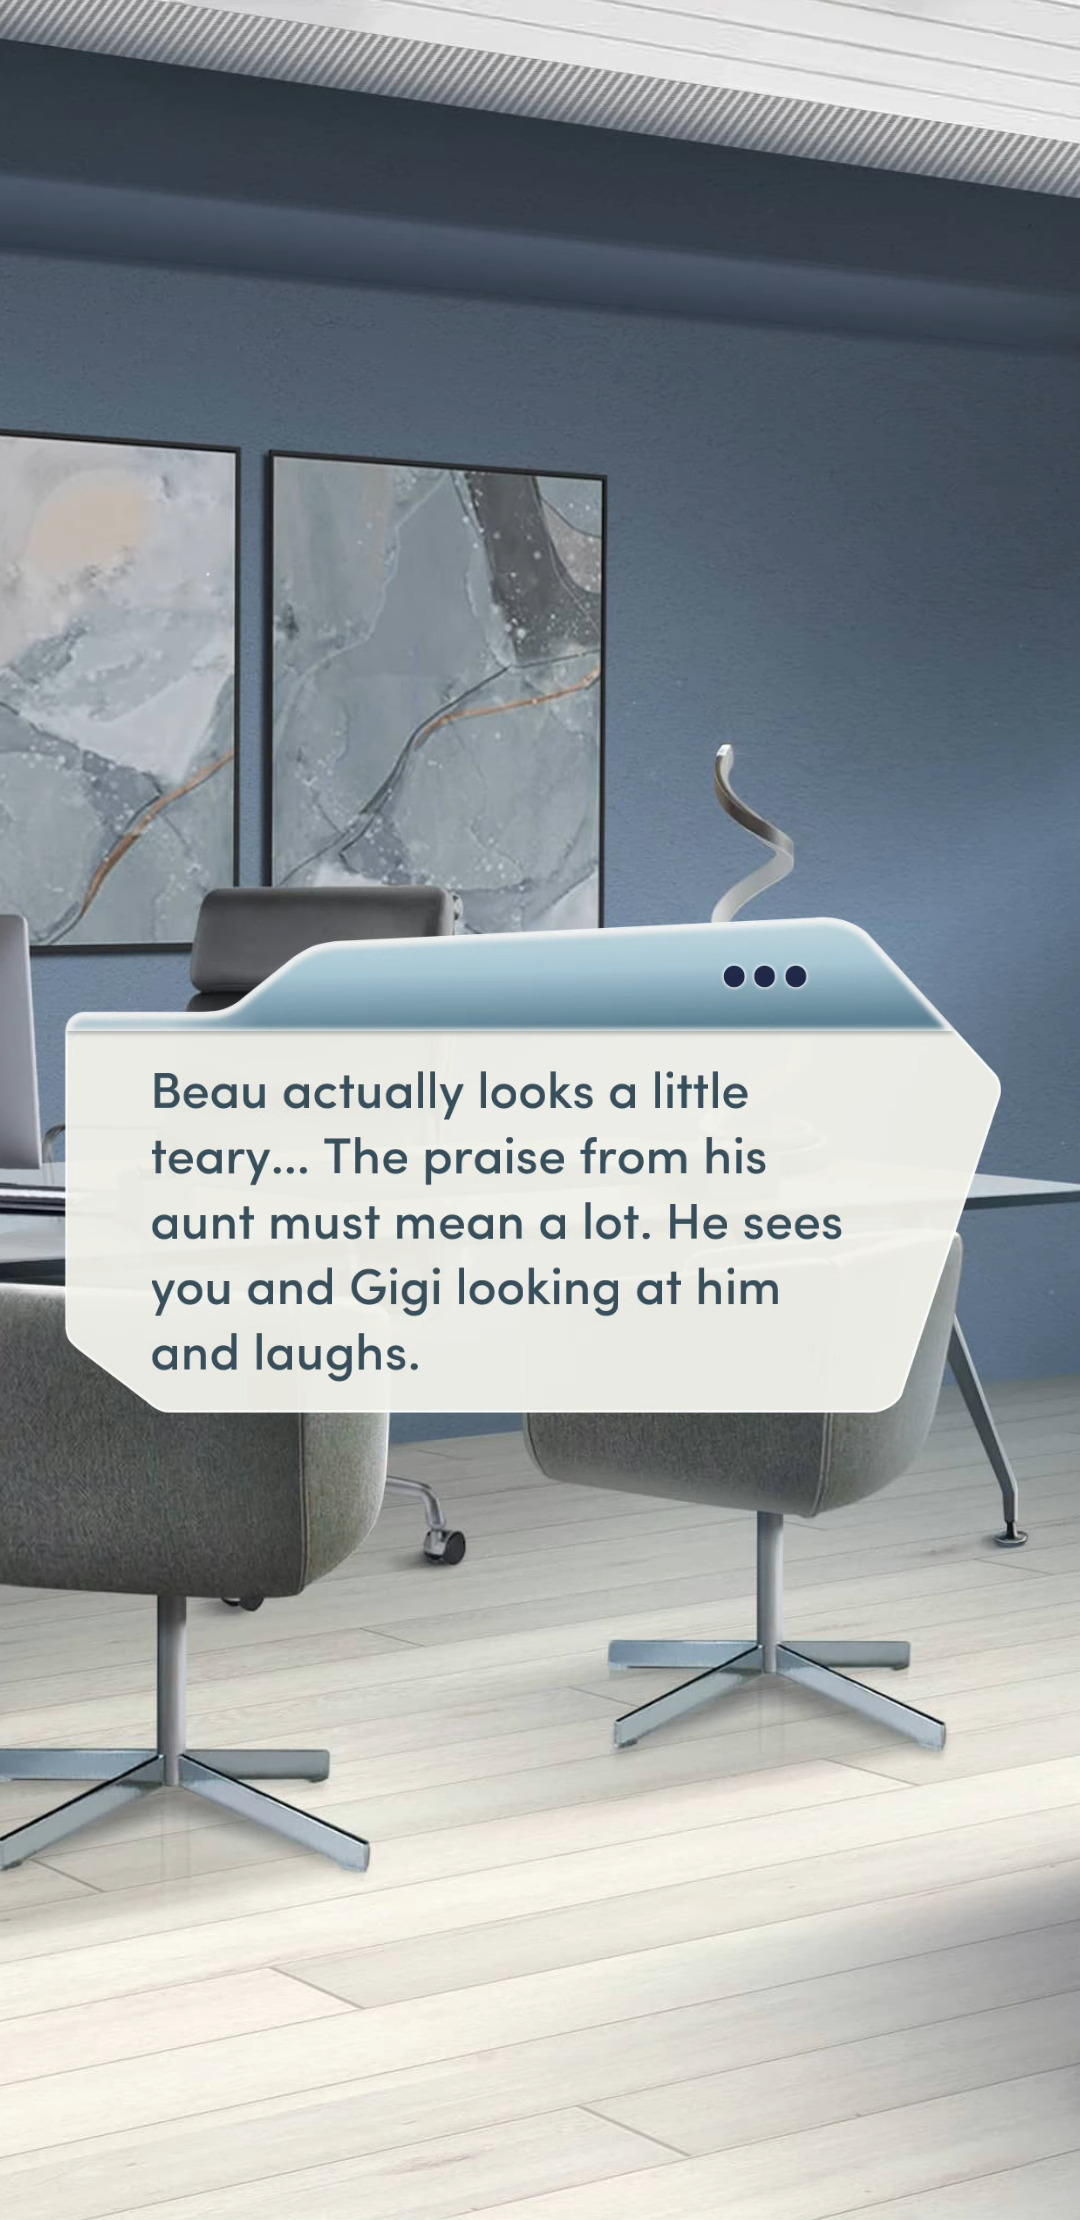 Beau actually looks a little
teary... The praise from his
aunt must mean a lot. He sees
you and Gigi looking at him
and laughs.